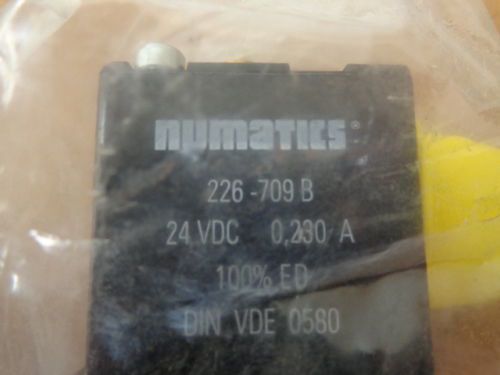 numatics®
226-709 B
24 VDC 0,230 A
100% ED
DIN VDE 0580